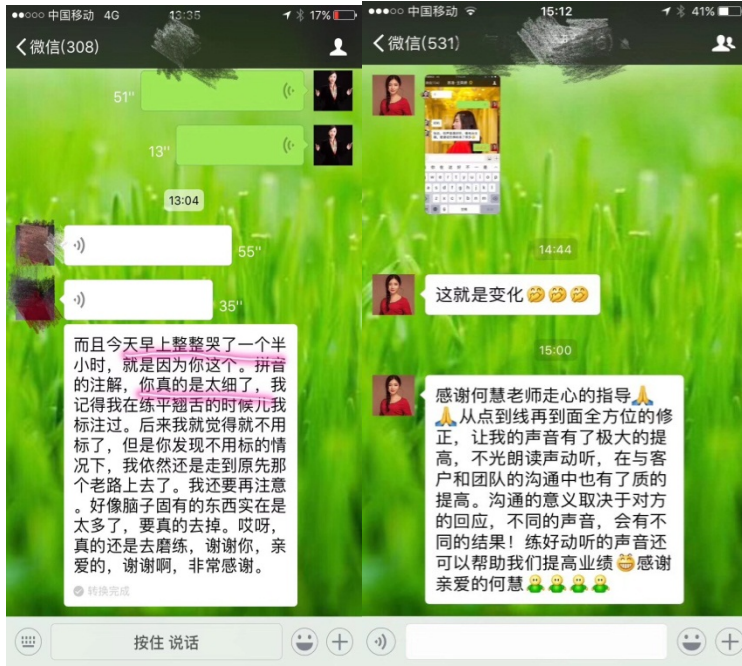 中国移动 4G 13:35 17%
微信(308)
51''
13''
13:04
55''
35''
而且今天早上整整哭了一个半
小时，就是因为你这个。拼音
的注解，你真的是太细了，我
记得我在练平翘舌的时候儿我
标注过。后来我就觉得就不用
标了，但是你发现不用标的情
况下，我依然还是走到原先那
个老路上去了。我还要再注意
。好像脑子固有的东西实在是
太多了，要真的去掉。哎呀，
真的还是去磨练，谢谢你，亲
爱的，谢谢啊，非常感谢。
转换完成
按住 说话
中国移动 15:12 41%
微信(531)
14:44
这就是变化🤣🤣🤣
15:00
感谢何慧老师走心的指导🙏
🙏从点到线再到面全方位的修
正，让我的声音有了极大的提
高，不光朗读声动听，在与客
户和团队的沟通中也有了质的
提高。沟通的意义取决于对方
的回应，不同的声音，会有不
同的结果！练好动听的声音还
可以帮助我们提高业绩😁感谢
亲爱的何慧